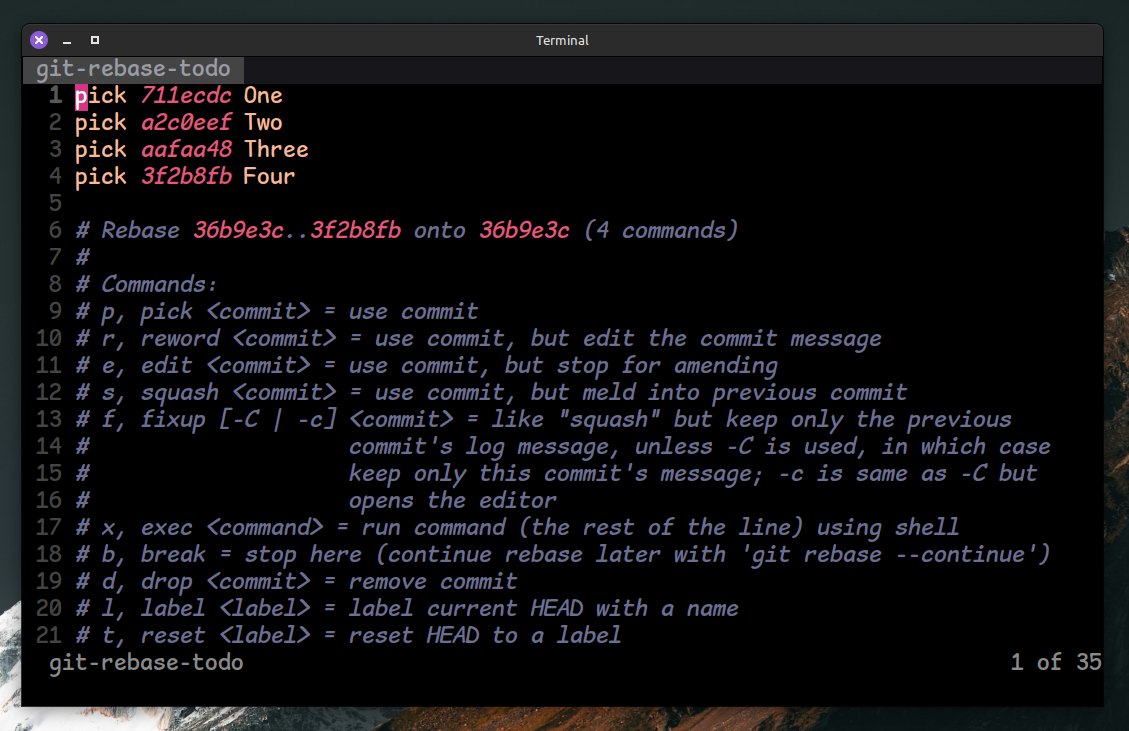 Terminal
git-rebase-todo
1 pick 711ecdc One
2 pick a2c0eef Two
3 pick aafaa48 Three
4 pick 3f2b8fb Four
5
6 # Rebase 36b9e3c..3f2b8fb onto 36b9e3c (4 commands)
7 #
8 # Commands:
9 # p, pick <commit> = use commit
10 # r, reword <commit> = use commit, but edit the commit message
11 # e, edit <commit> = use commit, but stop for amending
12 # s, squash <commit> = use commit, but meld into previous commit
13 # f, fixup [-C | -c] <commit> = like "squash" but keep only the previous
14 #                    commit's log message, unless -C is used, in which case
15 #                    keep only this commit's message; -c is same as -C but
16 #                    opens the editor
17 # x, exec <command> = run command (the rest of the line) using shell
18 # b, break = stop here (continue rebase later with 'git rebase --continue')
19 # d, drop <commit> = remove commit
20 # l, label <label> = label current HEAD with a name
21 # t, reset <label> = reset HEAD to a label
git-rebase-todo 1 of 35